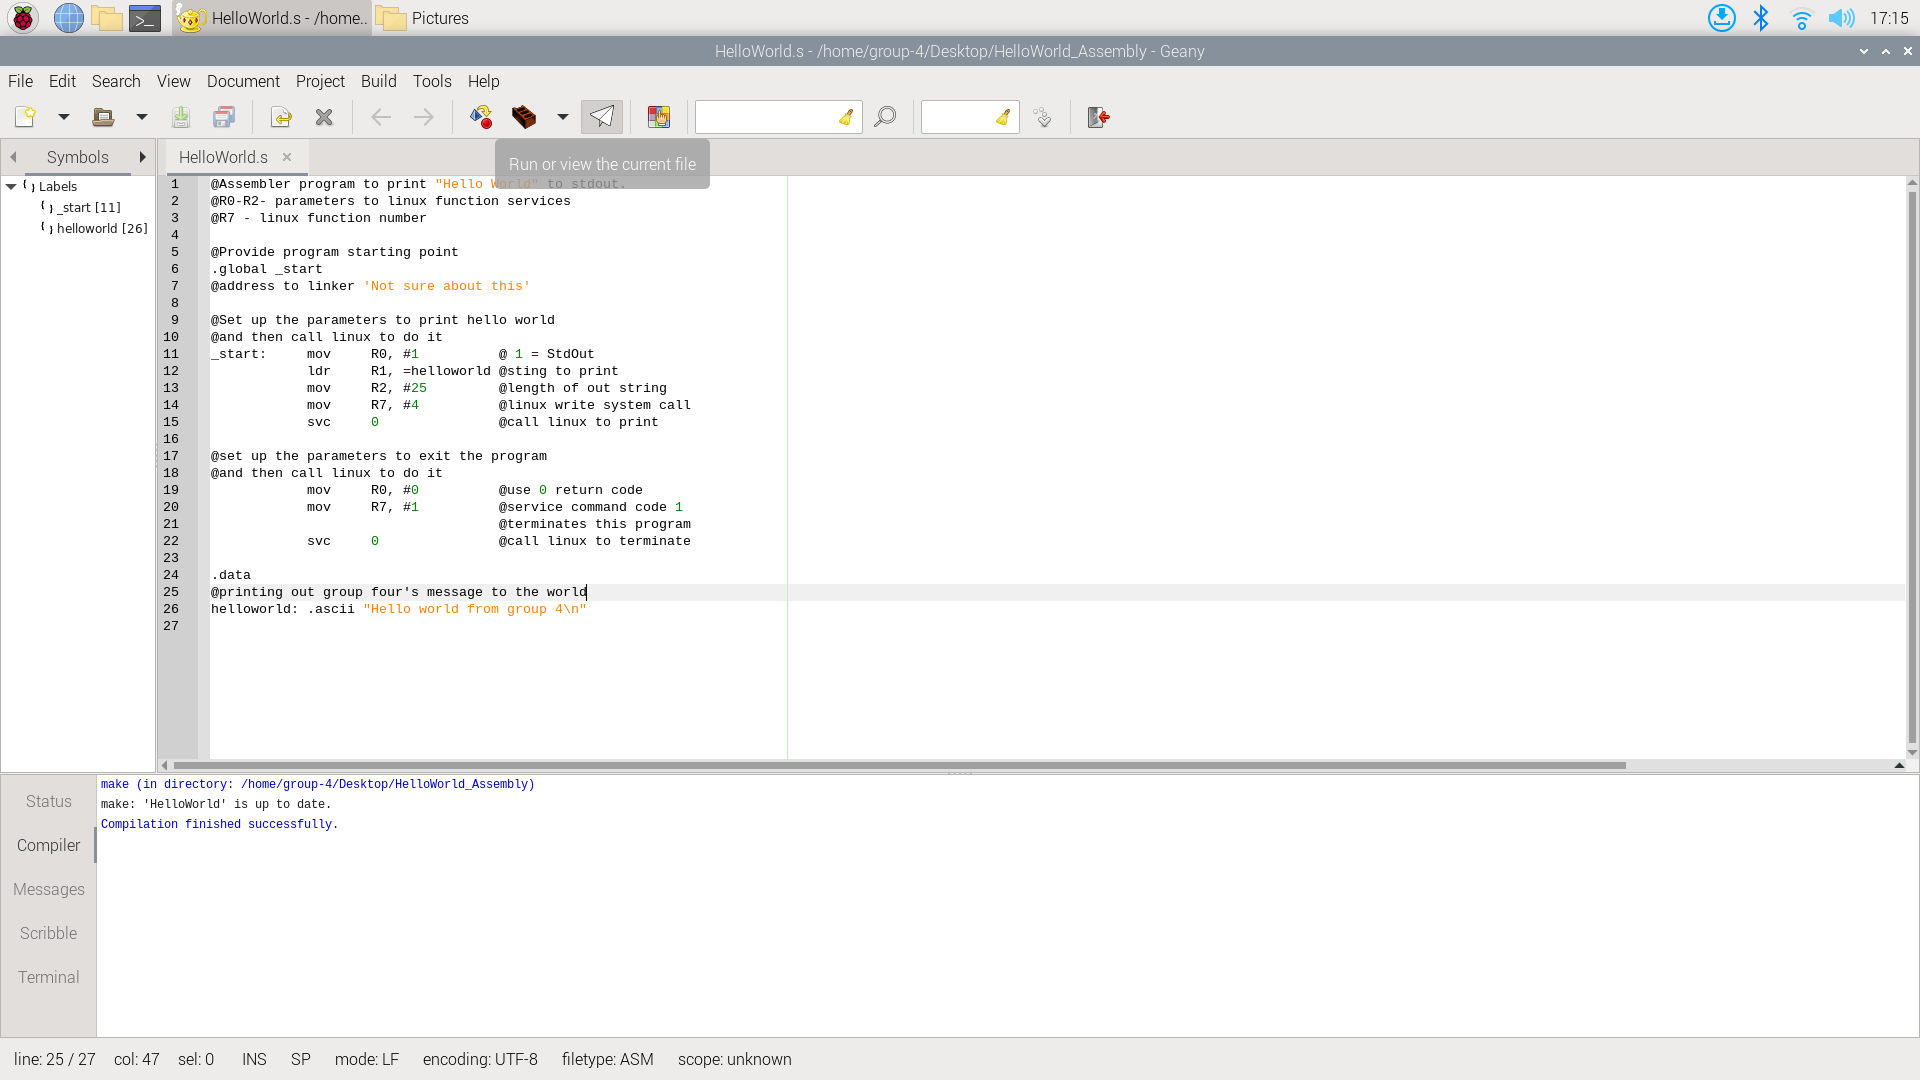 HelloWorld.s - /home..
Pictures
17:15
HelloWorld.s - /home/group-4/Desktop/HelloWorld_Assembly - Geany
File Edit Search View Document Project Build Tools Help
Symbols
HelloWorld.s
Run or view the current file
Labels
_start [11]
helloworld [26]
1 @Assembler program to print "Hello World" to stdout.
2 @R0-R2- parameters to linux function services
3 @R7 - linux function number
4
5 @Provide program starting point
6 .global _start
7 @address to linker 'Not sure about this'
8
9 @Set up the parameters to print hello world
10 @and then call linux to do it
11 _start:     mov     R0, #1          @ 1 = StdOut
12             ldr     R1, =helloworld @sting to print
13             mov     R2, #25         @length of out string
14             mov     R7, #4          @linux write system call
15             svc     0               @call linux to print
16
17 @set up the parameters to exit the program
18 @and then call linux to do it
19             mov     R0, #0          @use 0 return code
20             mov     R7, #1          @service command code 1
21                                     @terminates this program
22             svc     0               @call linux to terminate
23
24 .data
25 @printing out group four's message to the world
26 helloworld: .ascii "Hello world from group 4\n"
27
Status
Compiler
Messages
Scribble
Terminal
make (in directory: /home/group-4/Desktop/HelloWorld_Assembly)
make: 'HelloWorld' is up to date.
Compilation finished successfully.
line: 25 / 27 col: 47 sel: 0 INS SP mode: LF encoding: UTF-8 filetype: ASM scope: unknown